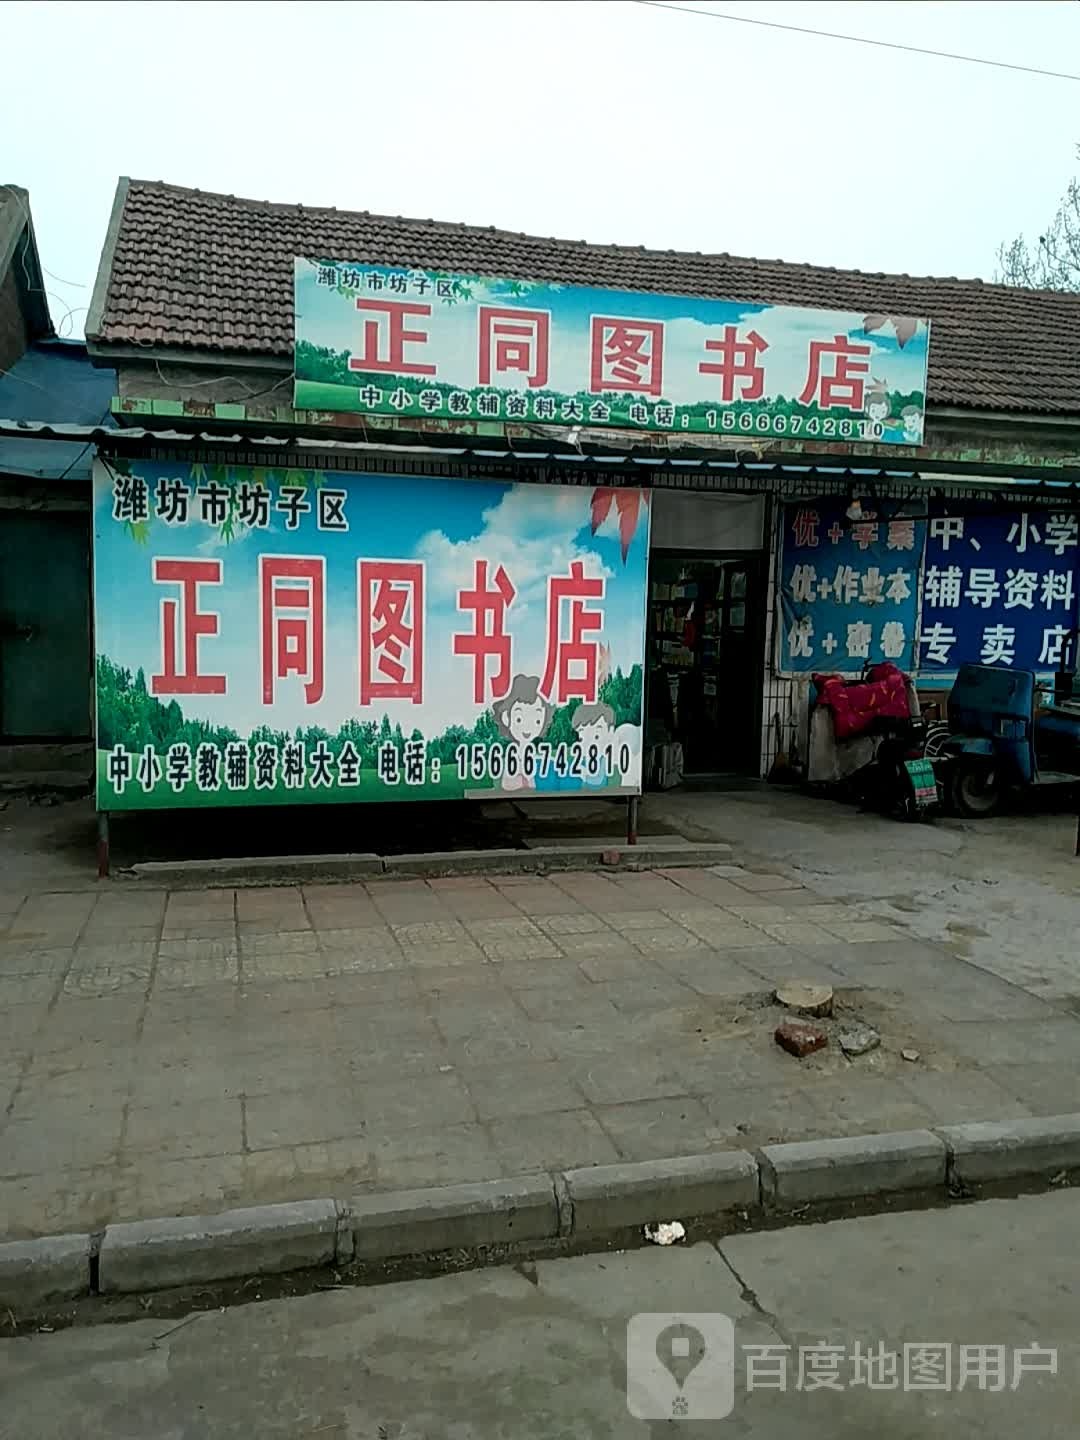 潍坊市坊子区
正同图书店
中小学教辅资料大全 电话：15666742810
潍坊市坊子区
正同图书店
中小学教辅资料大全 电话：15666742810
优+学案
优+作业本
优+密卷
中、小学
辅导资料
专卖店
百度地图用户